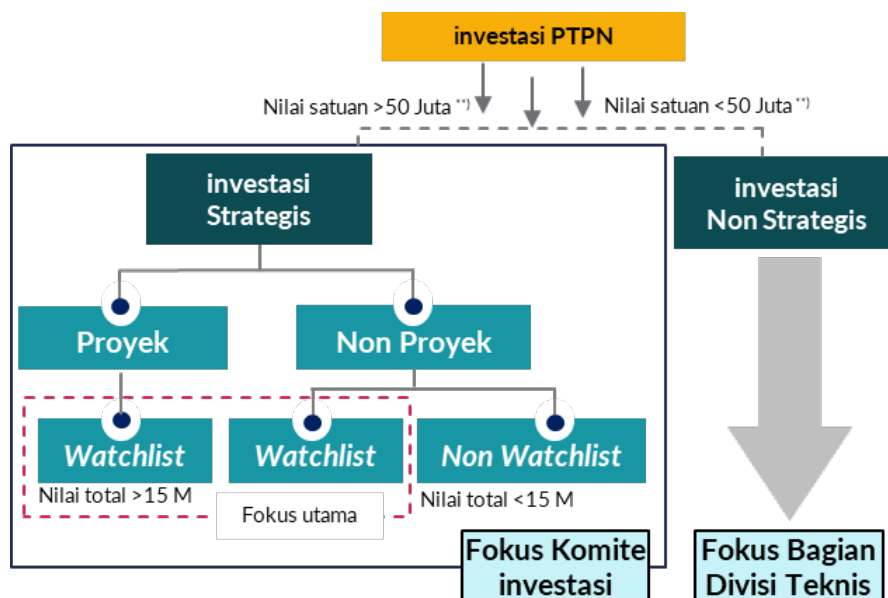 investasi PTPN
Nilai satuan >50 Juta **)
Nilai satuan <50 Juta **)
investasi
Strategis
investasi
Non Strategis
Proyek
Non Proyek
Watchlist
Watchlist
Non Watchlist
Nilai total >15 M
Nilai total <15 M
Fokus utama
Fokus Komite
investasi
Fokus Bagian
Divisi Teknis